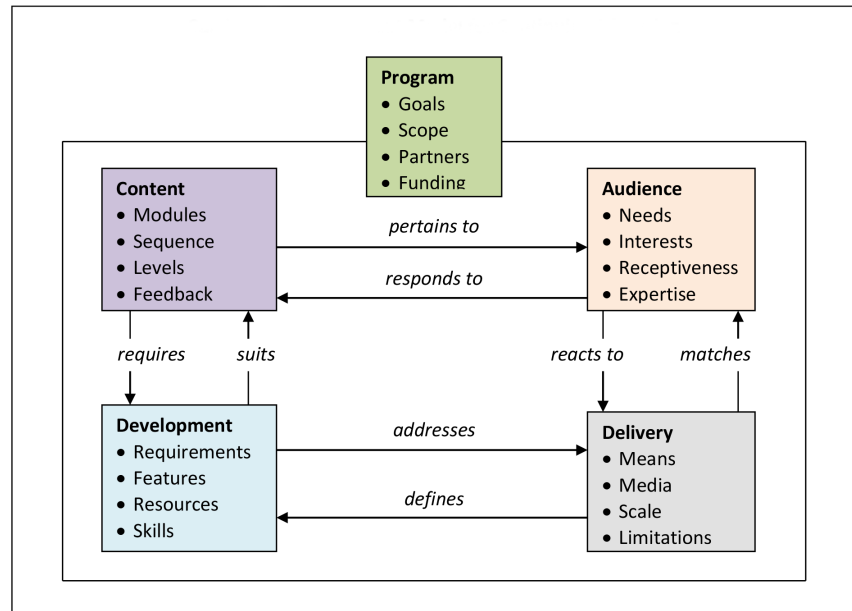 Program
• Goals
• Scope
• Partners
• Funding
Content
• Modules
• Sequence
• Levels
• Feedback
Audience
• Needs
• Interests
• Receptiveness
• Expertise
pertains to
responds to
requires
suits
reacts to
matches
Development
• Requirements
• Features
• Resources
• Skills
Delivery
• Means
• Media
• Scale
• Limitations
addresses
defines